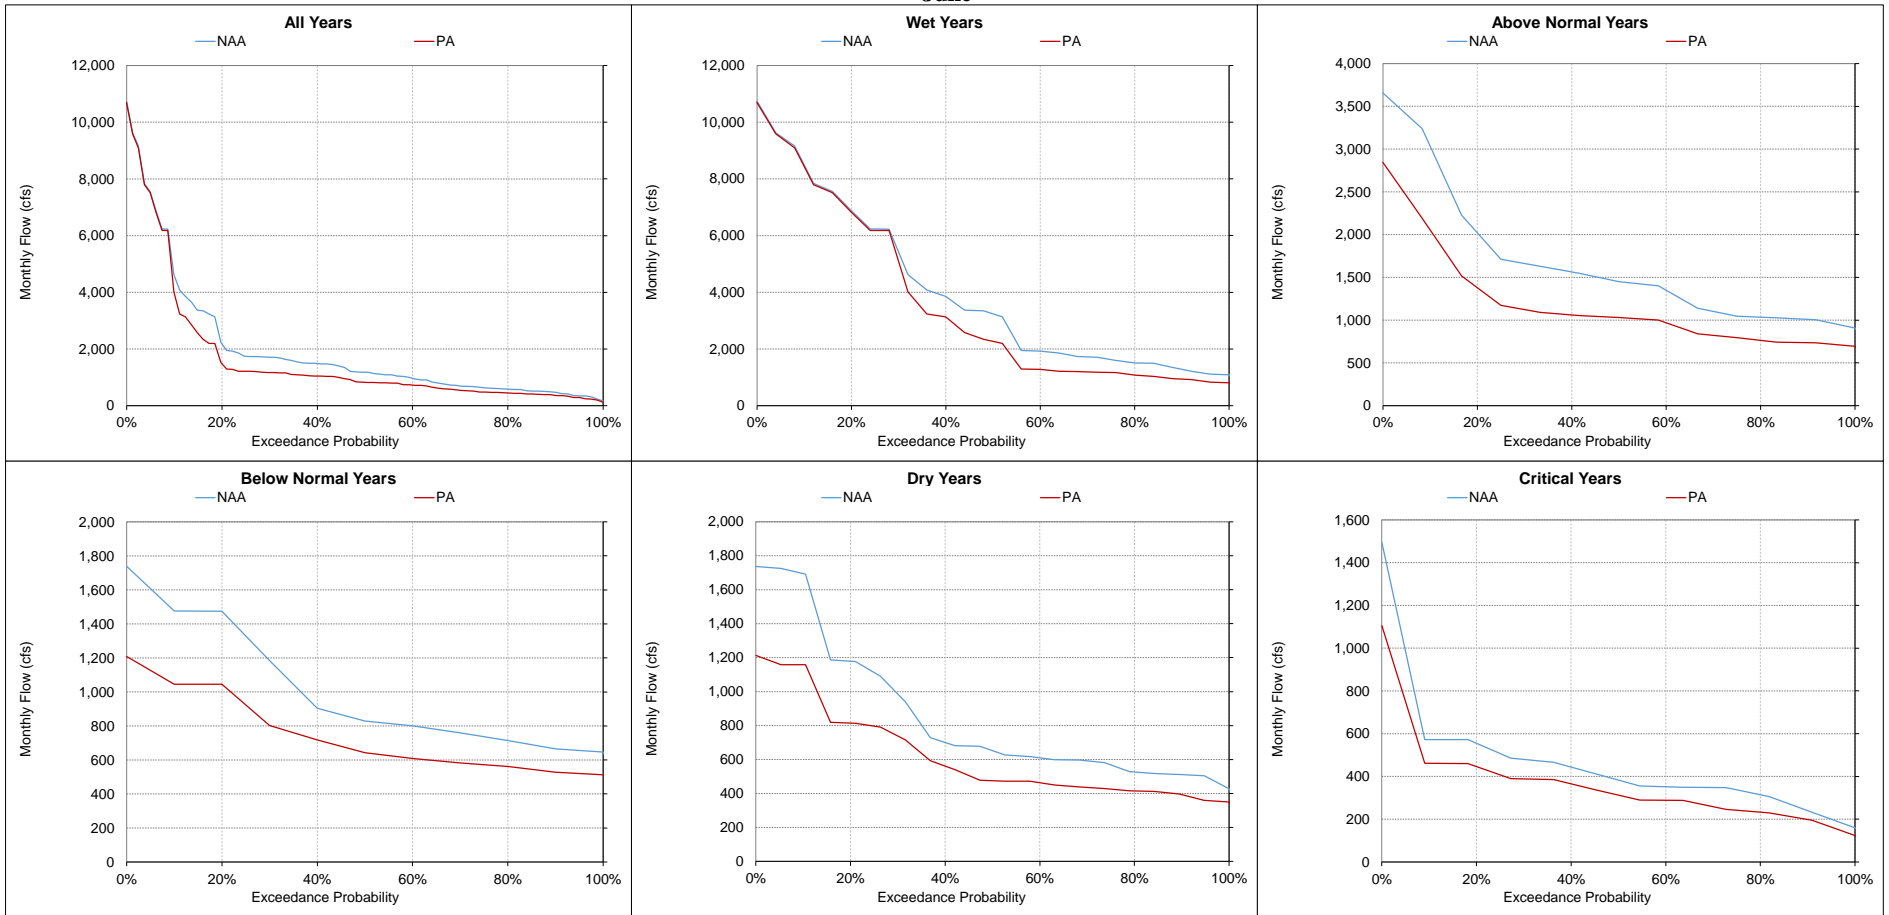 All Years
NAA PA
12,000
10,000
8,000
6,000
4,000
2,000
0
Monthly Flow (cfs)
0% 20% 40% 60% 80% 100%
Exceedance Probability
Wet Years
NAA PA
12,000
10,000
8,000
6,000
4,000
2,000
0
Monthly Flow (cfs)
0% 20% 40% 60% 80% 100%
Exceedance Probability
Above Normal Years
NAA PA
4,000
3,500
3,000
2,500
2,000
1,500
1,000
500
0
Monthly Flow (cfs)
0% 20% 40% 60% 80% 100%
Exceedance Probability
Below Normal Years
NAA PA
2,000
1,800
1,600
1,400
1,200
1,000
800
600
400
200
0
Monthly Flow (cfs)
0% 20% 40% 60% 80% 100%
Exceedance Probability
Dry Years
NAA PA
2,000
1,800
1,600
1,400
1,200
1,000
800
600
400
200
0
Monthly Flow (cfs)
0% 20% 40% 60% 80% 100%
Exceedance Probability
Critical Years
NAA PA
1,600
1,400
1,200
1,000
800
600
400
200
0
Monthly Flow (cfs)
0% 20% 40% 60% 80% 100%
Exceedance Probability